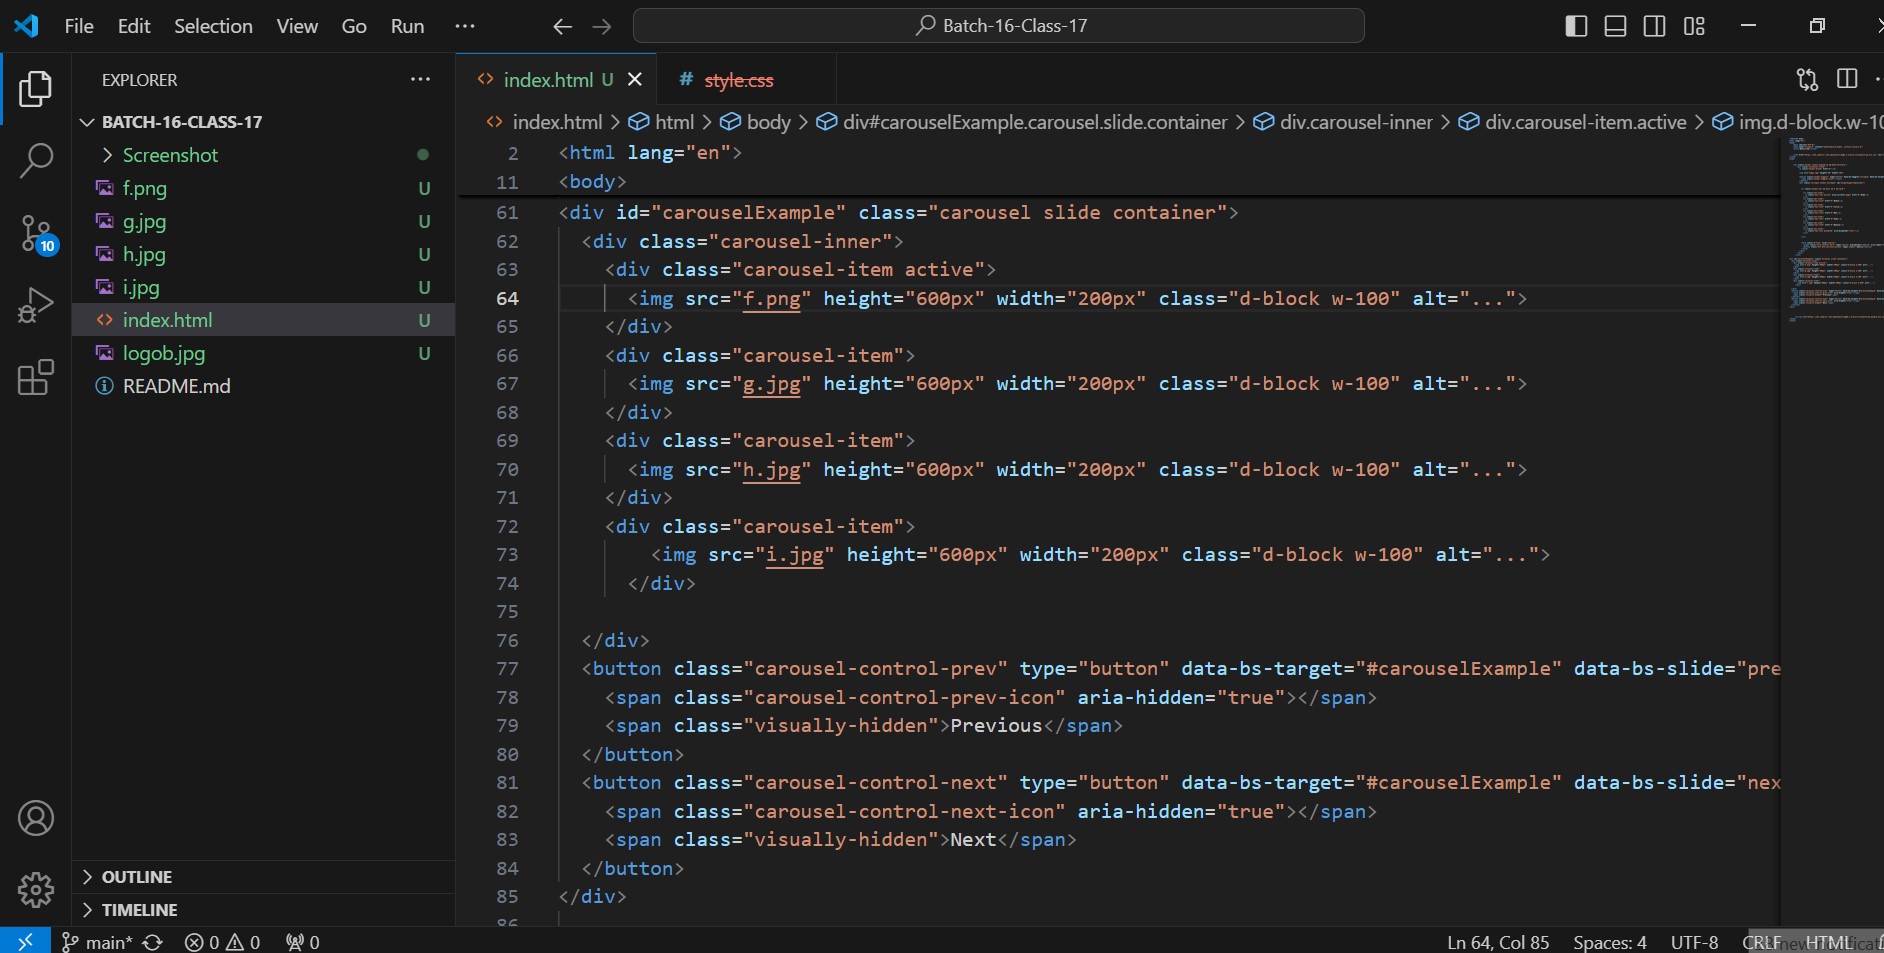 File Edit Selection View Go Run ···
Batch-16-Class-17
EXPLORER
BATCH-16-CLASS-17
Screenshot
f.png U
g.jpg U
h.jpg U
i.jpg U
index.html U
logob.jpg U
README.md
10
OUTLINE
TIMELINE
index.html U
# style.css
index.html > html > body > div#carouselExample.carousel.slide.container > div.carousel-inner > div.carousel-item.active > img.d-block.w-10
2 <html lang="en">
11 <body>
61 <div id="carouselExample" class="carousel slide container">
62 <div class="carousel-inner">
63 <div class="carousel-item active">
64 <img src="f.png" height="600px" width="200px" class="d-block w-100" alt="...">
65 </div>
66 <div class="carousel-item">
67 <img src="g.jpg" height="600px" width="200px" class="d-block w-100" alt="...">
68 </div>
69 <div class="carousel-item">
70 <img src="h.jpg" height="600px" width="200px" class="d-block w-100" alt="...">
71 </div>
72 <div class="carousel-item">
73 <img src="i.jpg" height="600px" width="200px" class="d-block w-100" alt="...">
74 </div>
75
76 </div>
77 <button class="carousel-control-prev" type="button" data-bs-target="#carouselExample" data-bs-slide="pre
78 <span class="carousel-control-prev-icon" aria-hidden="true"></span>
79 <span class="visually-hidden">Previous</span>
80 </button>
81 <button class="carousel-control-next" type="button" data-bs-target="#carouselExample" data-bs-slide="nex
82 <span class="carousel-control-next-icon" aria-hidden="true"></span>
83 <span class="visually-hidden">Next</span>
84 </button>
85 </div>
86
main* 0 0 0
Ln 64, Col 85 Spaces: 4 UTF-8 CRLF HTML